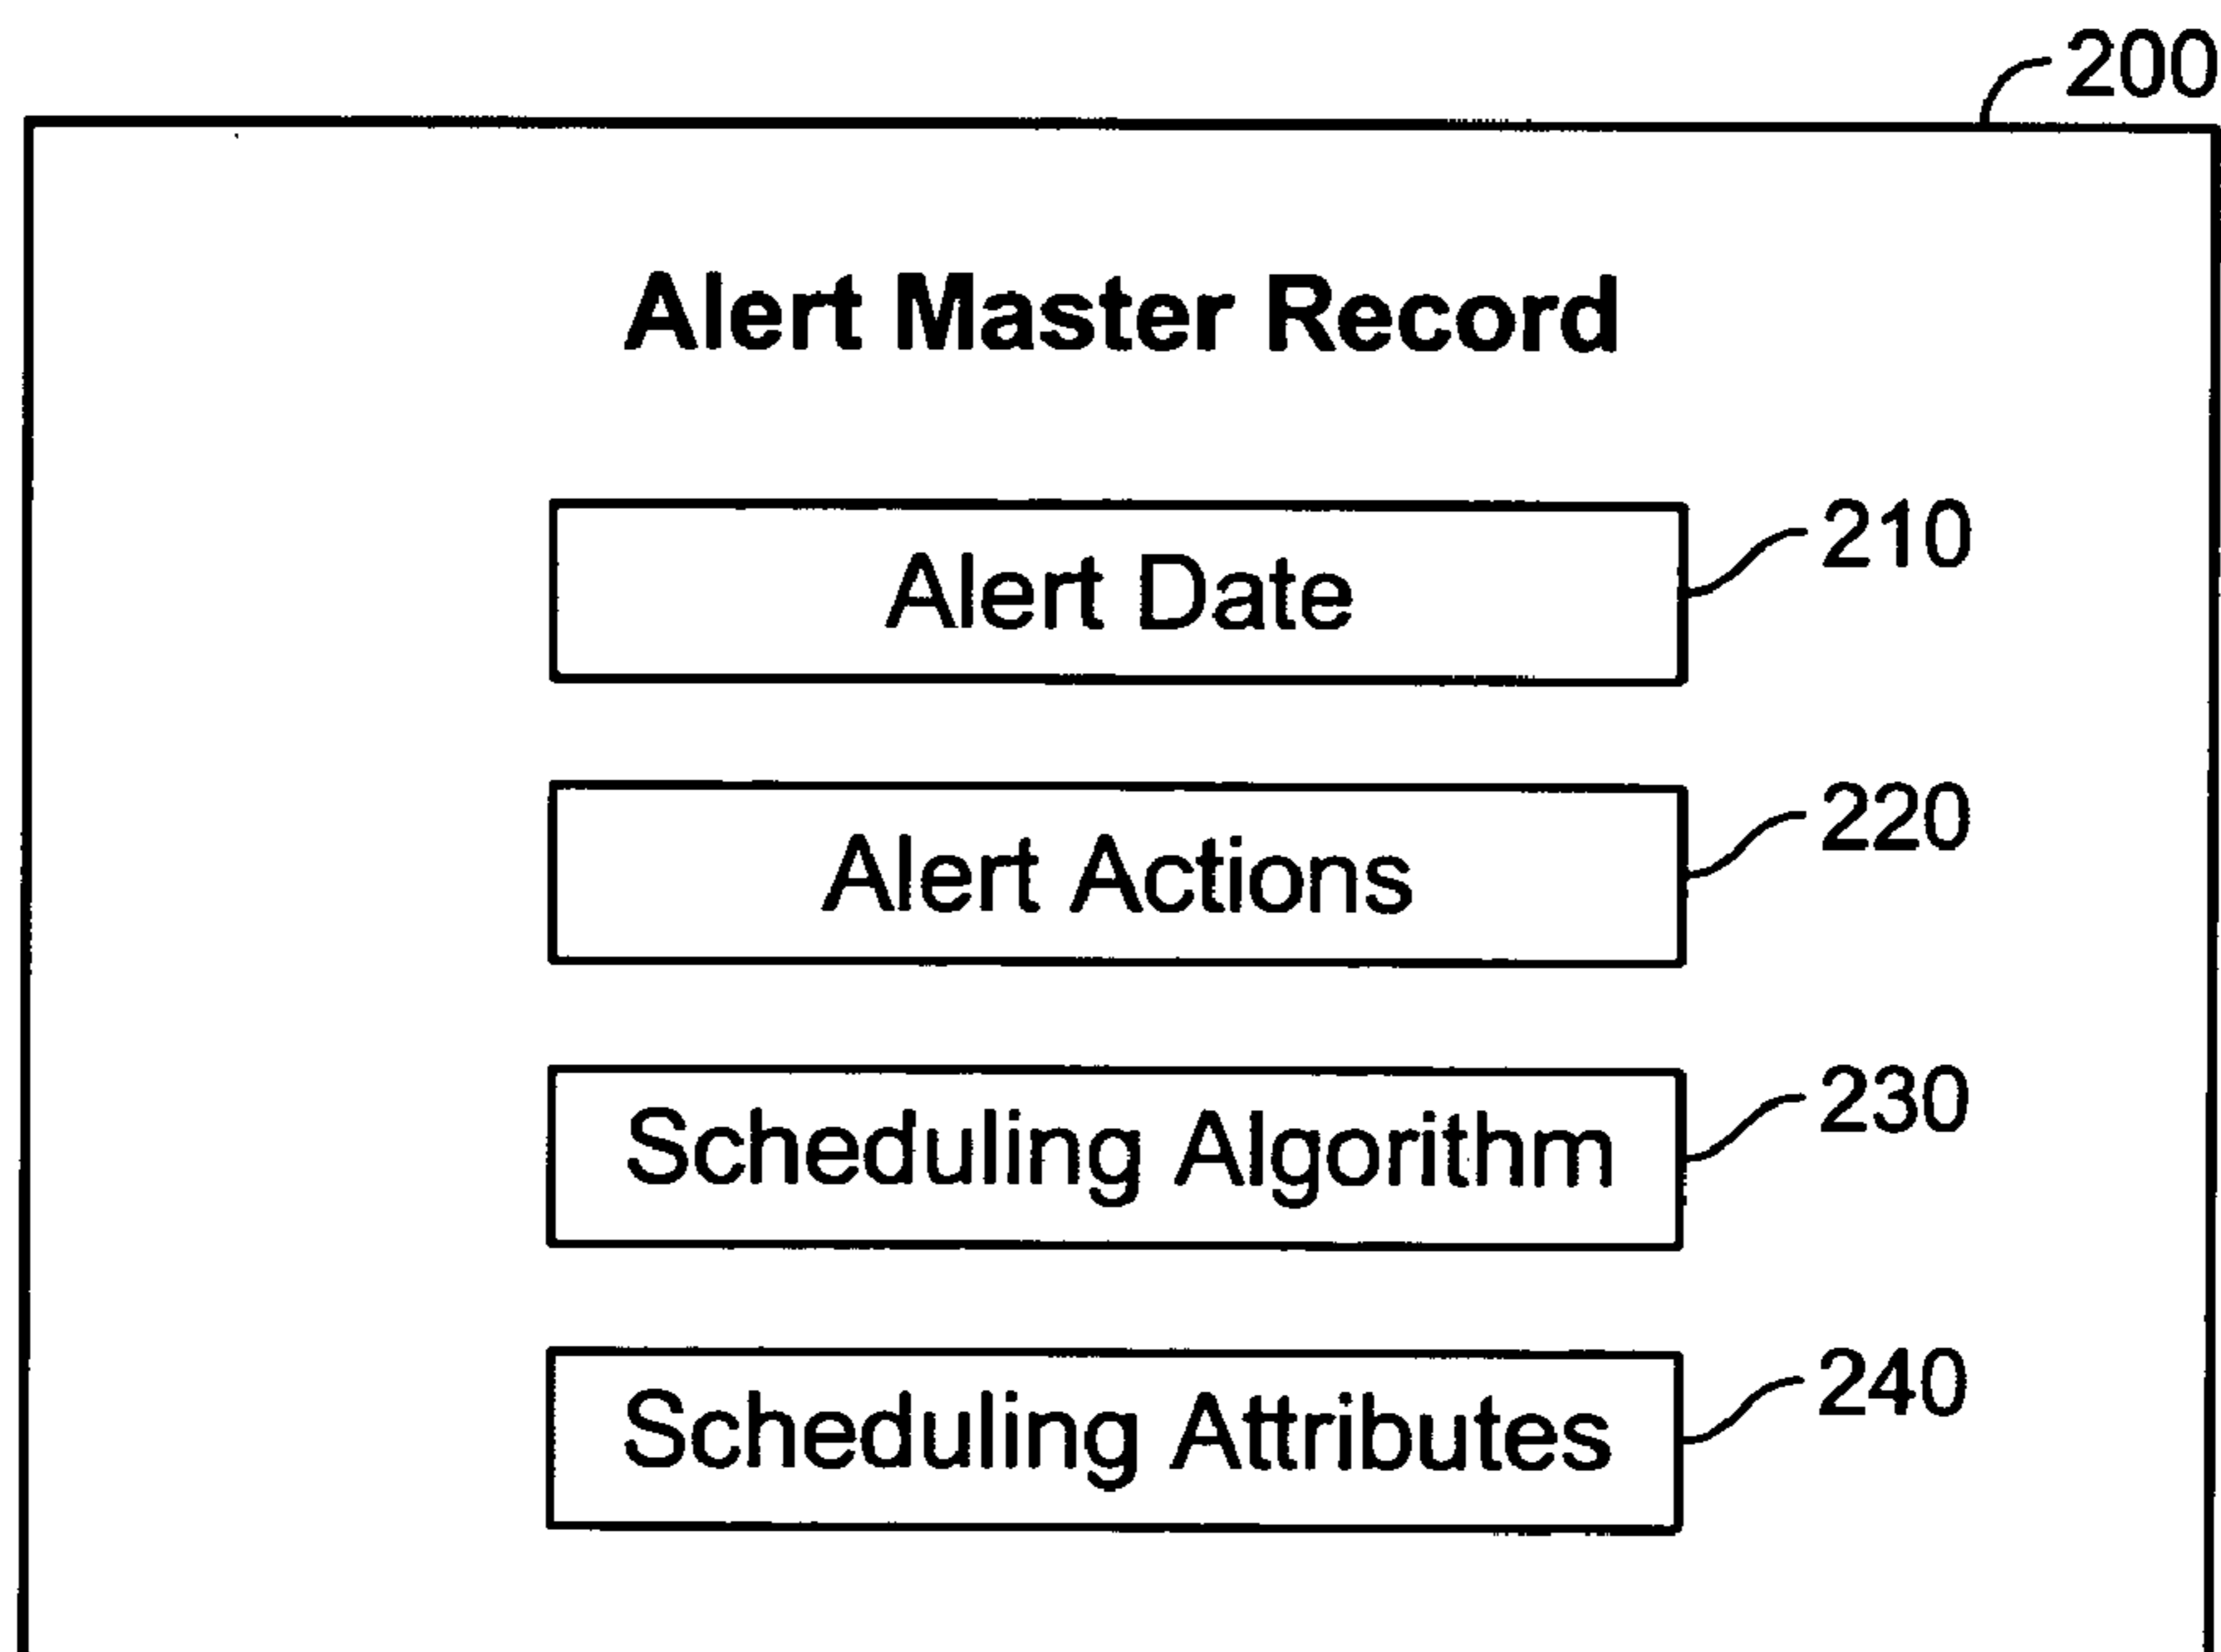 200
Alert Master Record
Alert Date
210
Alert Actions
220
Scheduling Algorithm
230
Scheduling Attributes
240